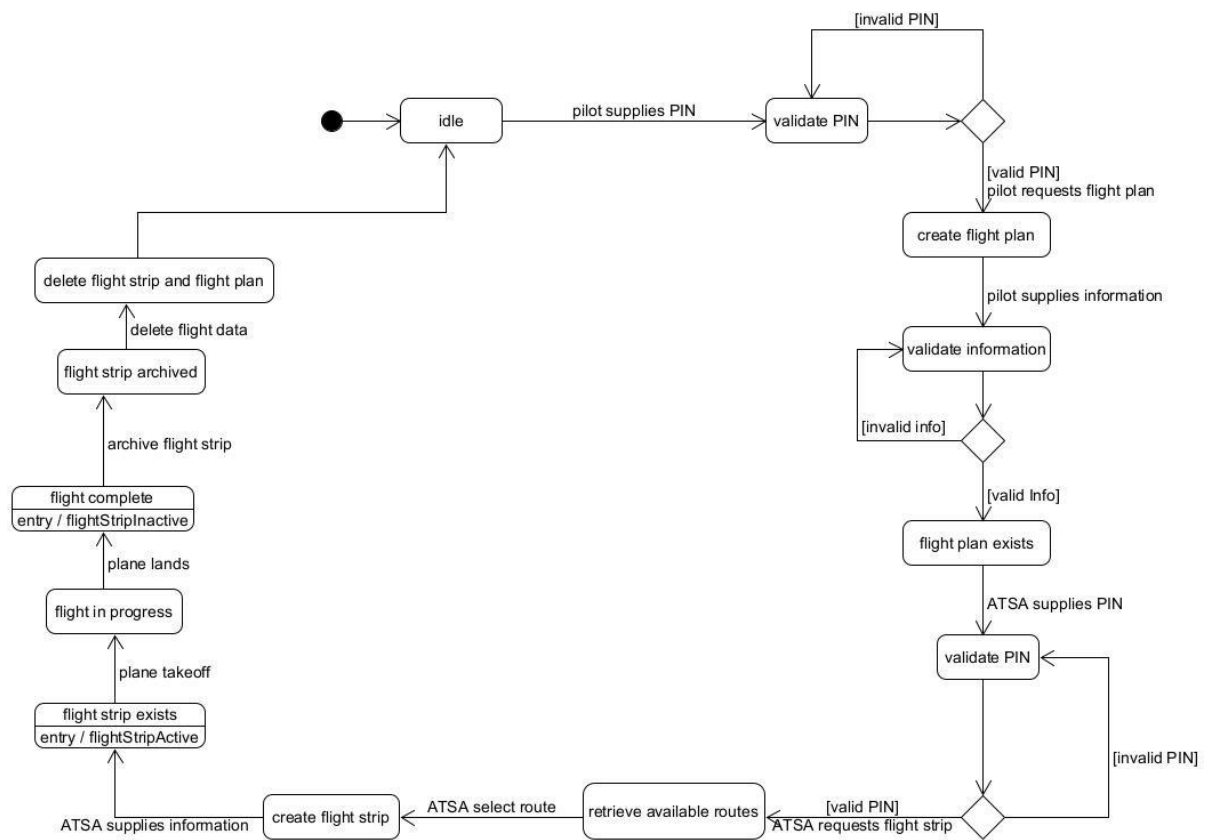 [invalid PIN]
idle
pilot supplies PIN
validate PIN
[valid PIN]
pilot requests flight plan
create flight plan
delete flight strip and flight plan
pilot supplies information
delete flight data
validate information
flight strip archived
[invalid info]
archive flight strip
[valid Info]
flight complete
entry / flightStripInactive
flight plan exists
plane lands
ATSA supplies PIN
flight in progress
validate PIN
plane takeoff
flight strip exists
entry / flightStripActive
[invalid PIN]
ATSA supplies information
create flight strip
ATSA select route
retrieve available routes
[valid PIN]
ATSA requests flight strip